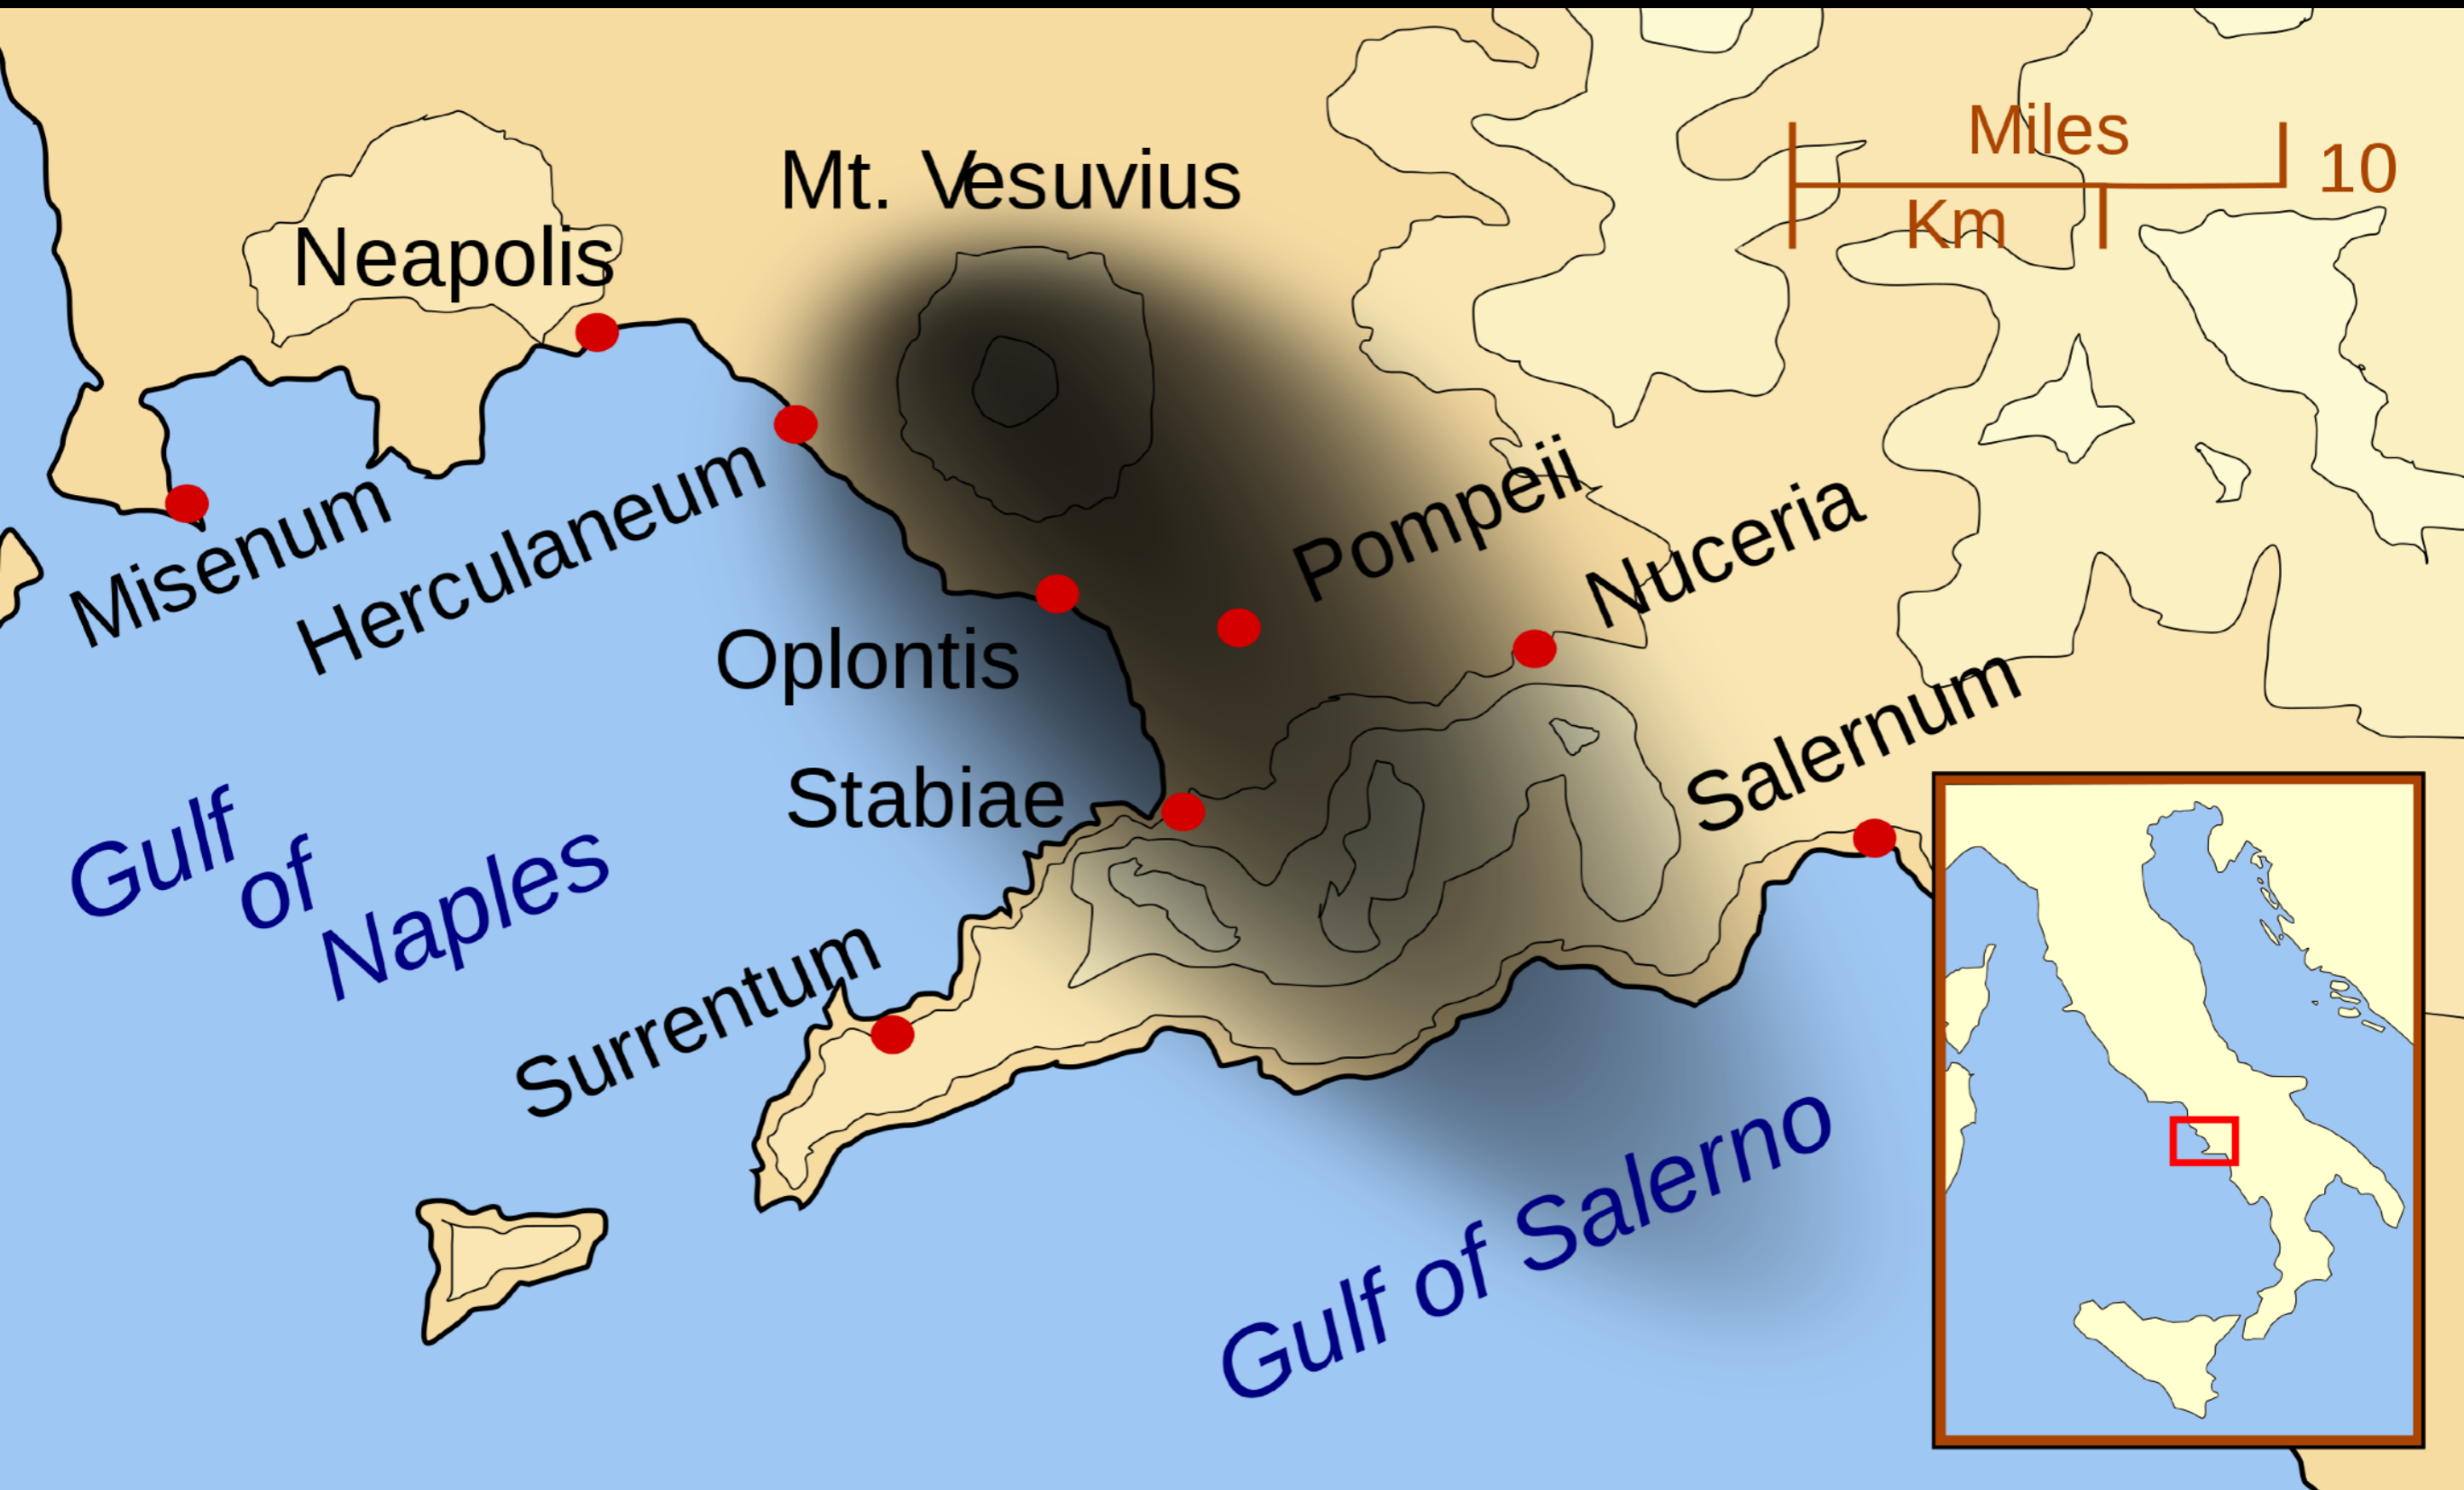 Miles
10
Km
Mt. Vesuvius
Neapolis
Misenum
Herculaneum
Pompeii
Nuceria
Oplontis
Stabiae
Salernum
Gulf
of
Naples
Surrentum
Gulf of Salerno